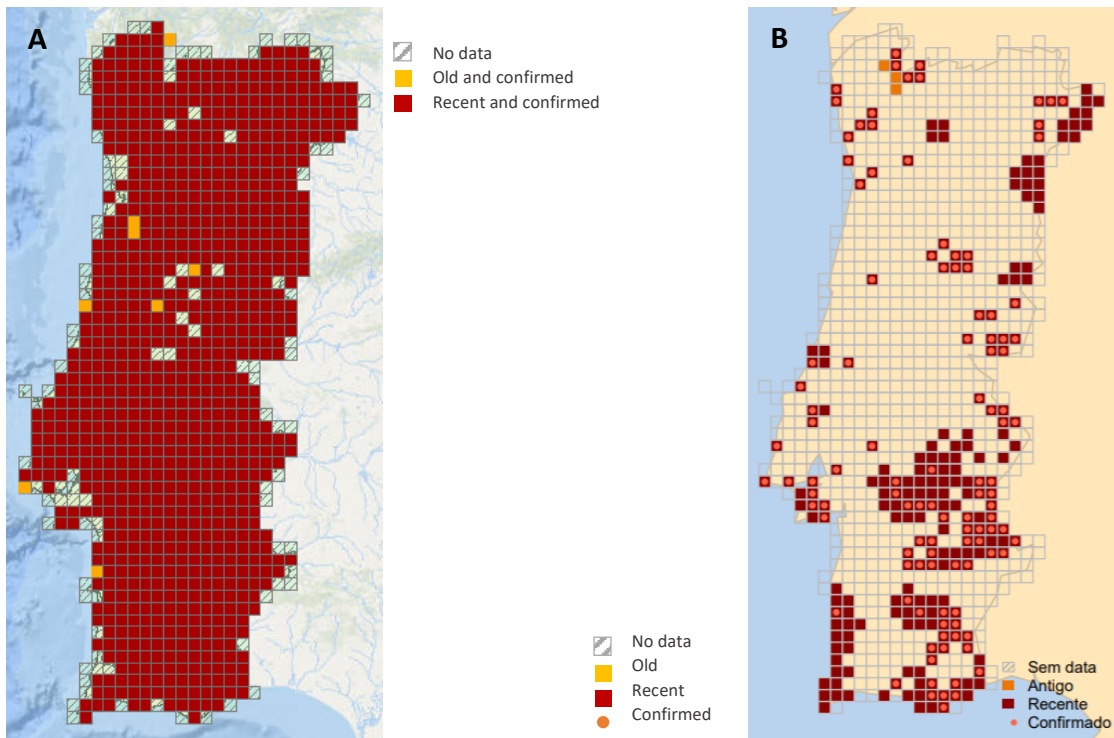 A
No data
Old and confirmed
Recent and confirmed
B
No data
Old
Recent
Confirmed
Sem data
Antigo
Recente
Confirmado